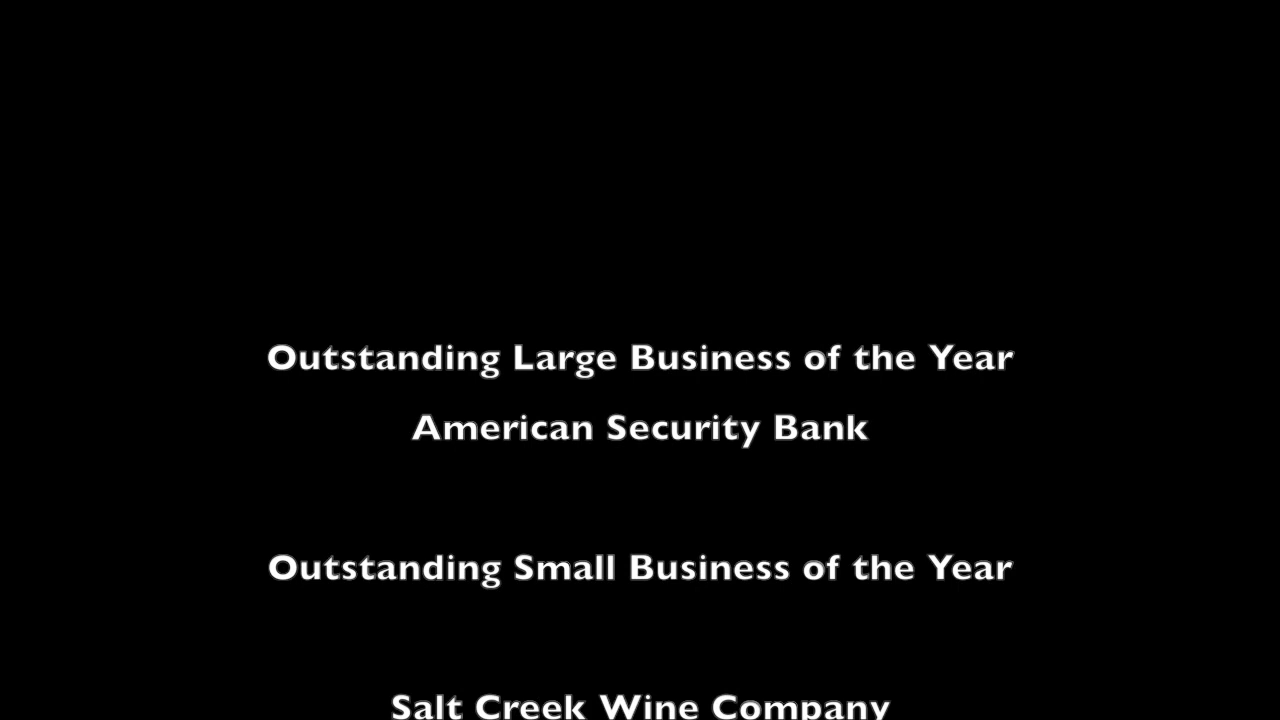 Outstanding Large Business of the Year
American Security Bank
Outstanding Small Business of the Year
Salt Creek Wine Company